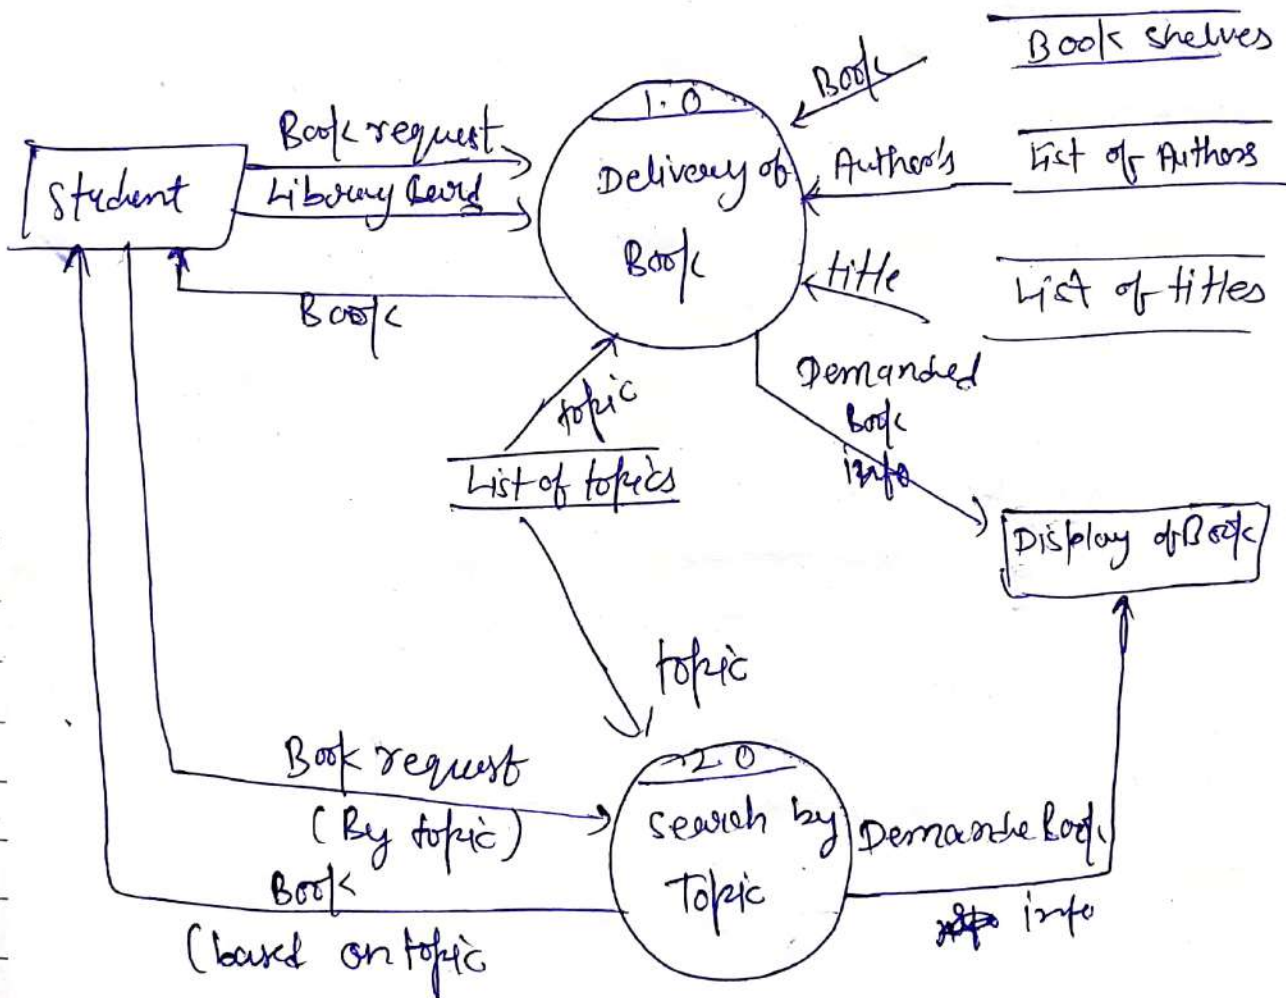 Book shelves
Book
1.0
Book request
Delivery of
Book
Author's
List of Authors
Student
Library Card
title
List of titles
Book
Demanded
Book
info
topic
List of topics
Display of Book
topic
2.0
Book request
(By topic)
Search by
Topic
Demande Book
info
Book
(based on topic